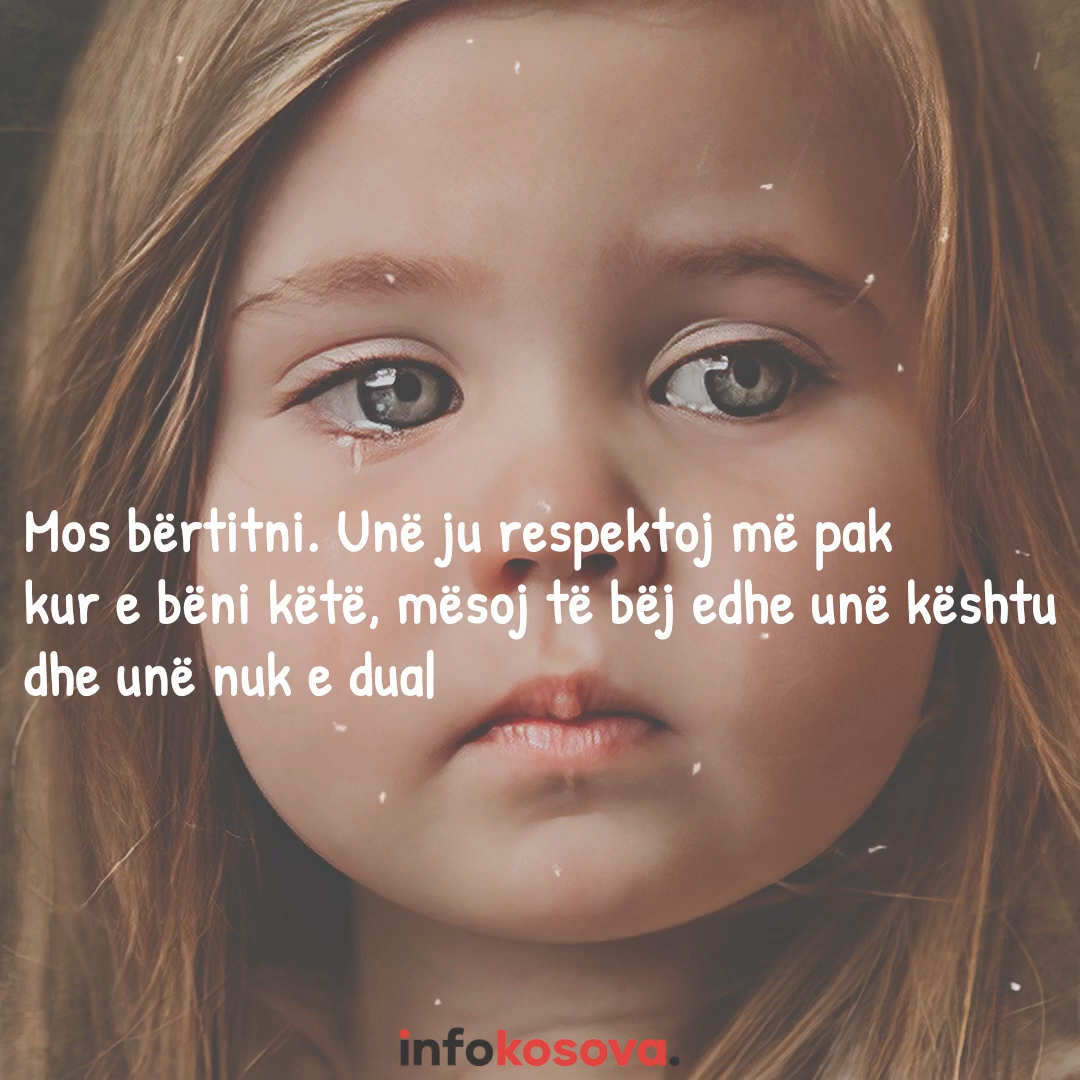 Mos bërtitni. Unë ju respektoj më pak
kur e bëni këtë, mësoj të bëj edhe unë kështu
dhe unë nuk e dual
infokosova.